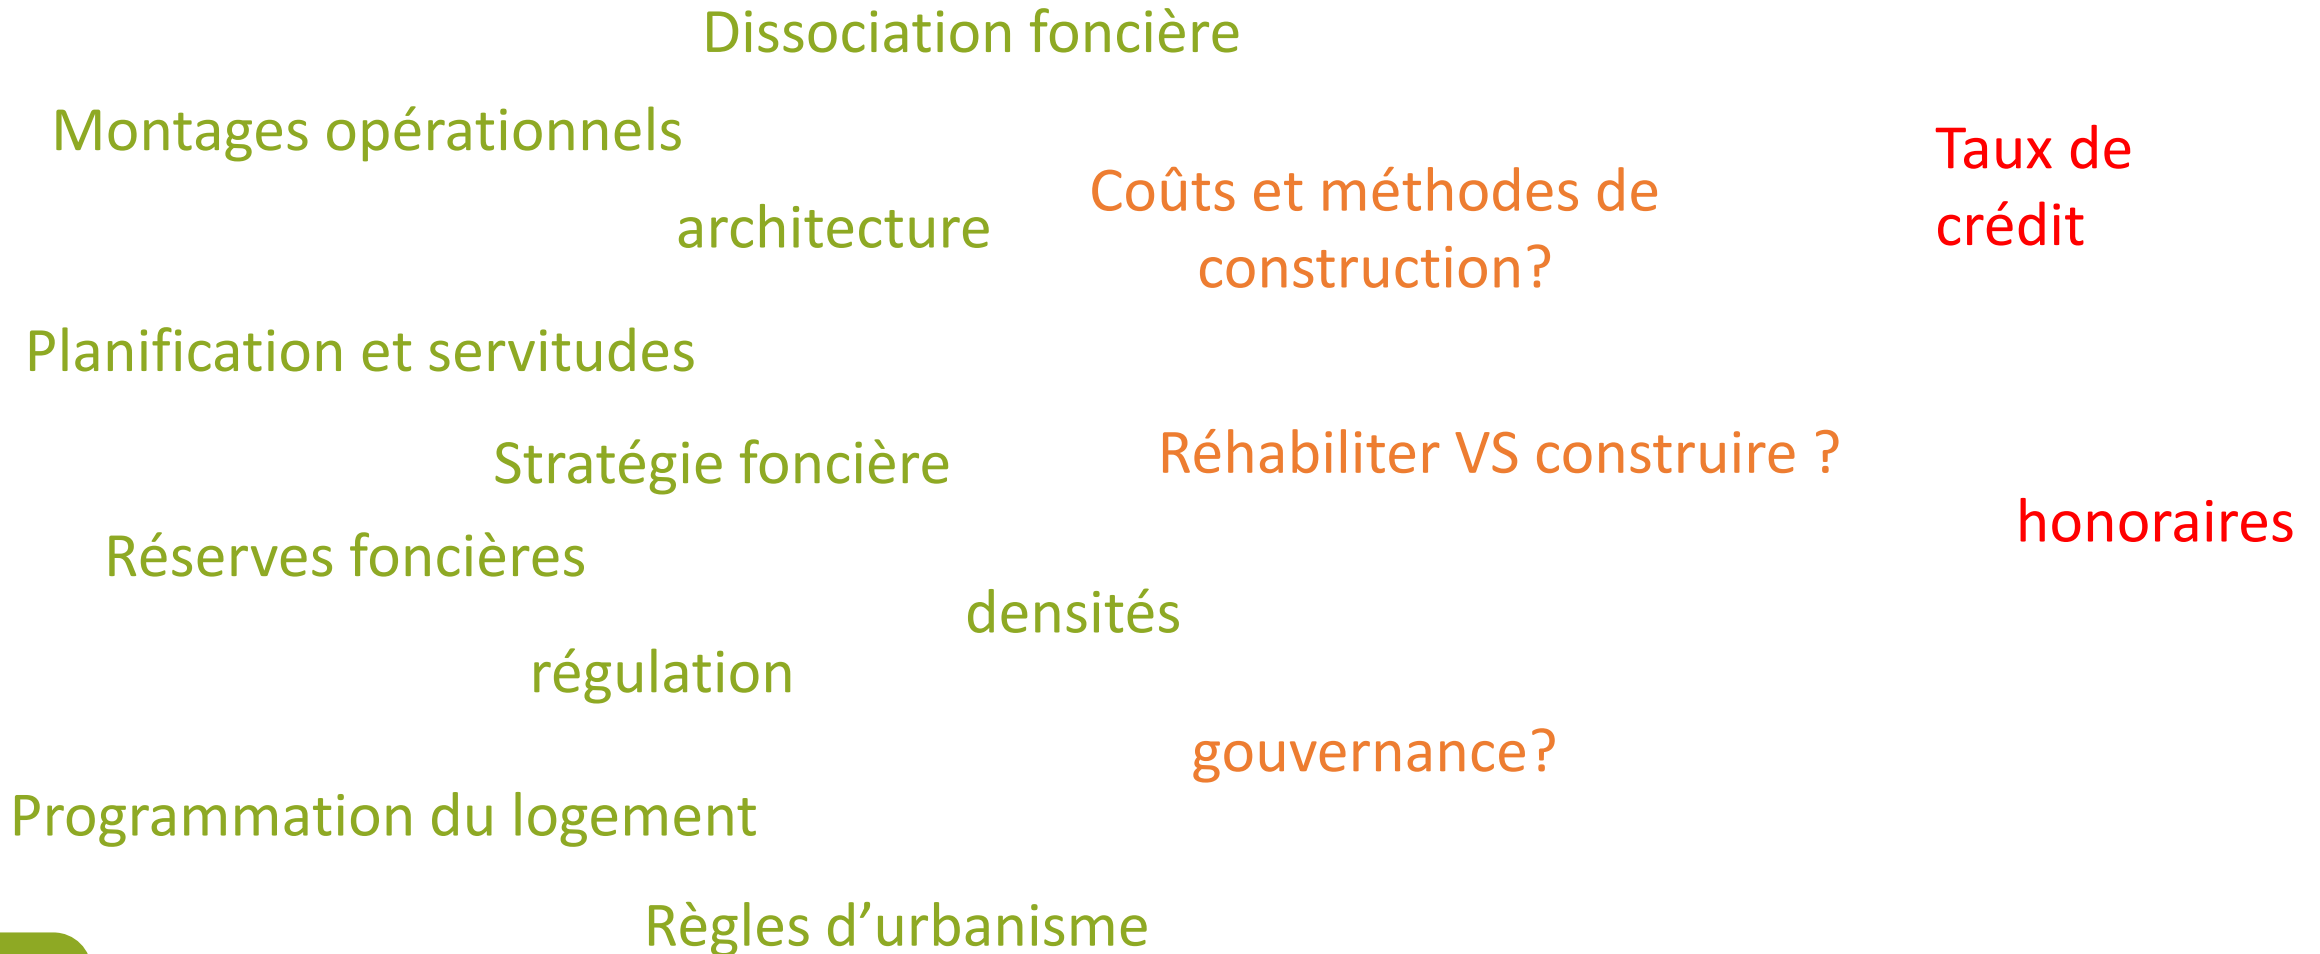 Dissociation foncière
Montages opérationnels
Taux de
crédit
Coûts et méthodes de
construction?
architecture
Planification et servitudes
Réhabiliter VS construire ?
Stratégie foncière
honoraires
Réserves foncières
densités
régulation
gouvernance?
Programmation du logement
Règles d’urbanisme